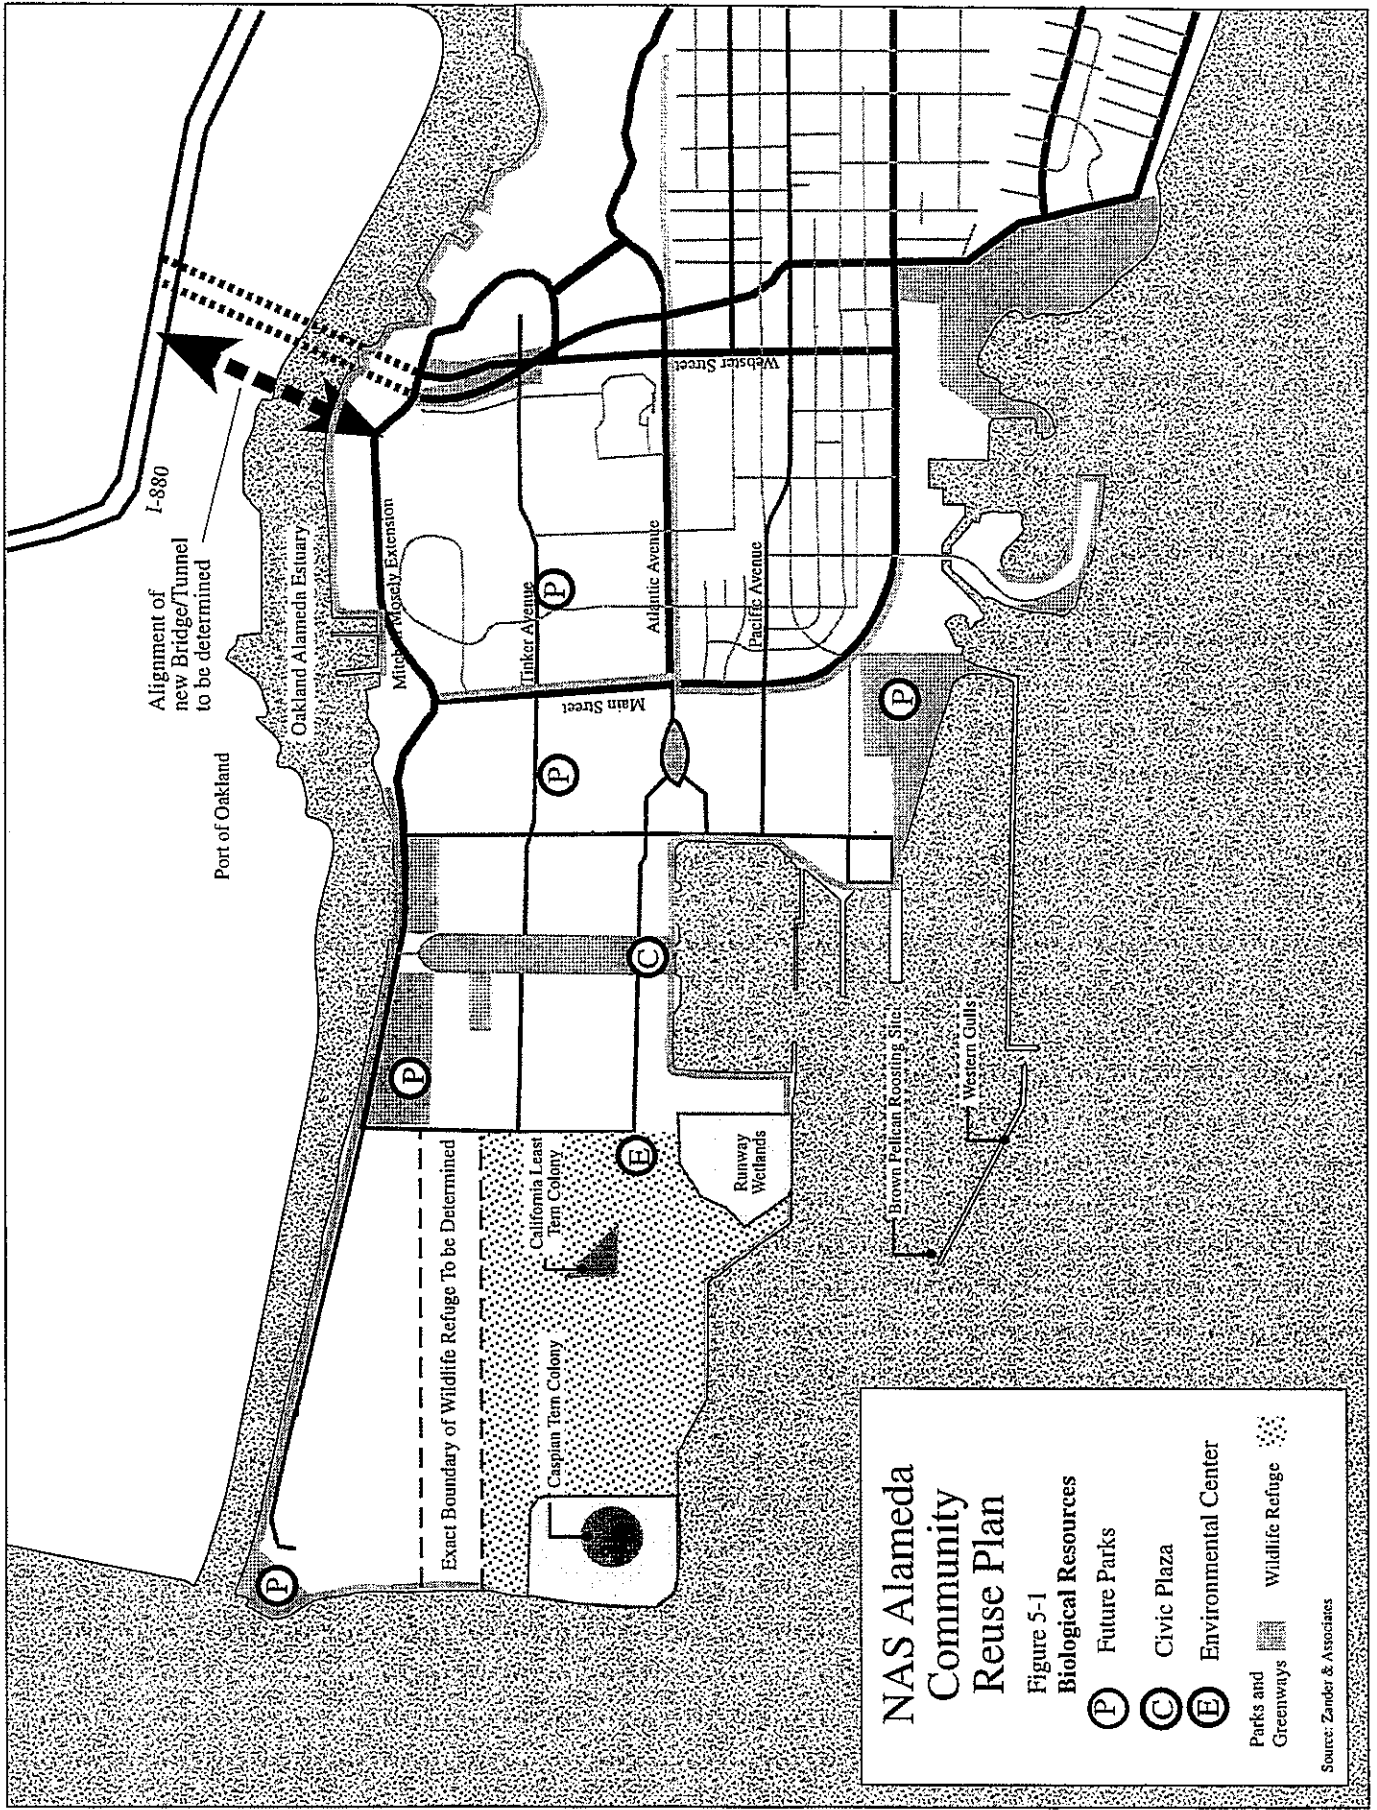 I-880
Alignment of
new Bridge/Tunnel
to be determined
Port of Oakland
Oakland Alameda Estuary
Mosely Extension
Tinker Avenue
P
Atlantic Avenue
Pacific Avenue
Webster Street
Main Street
P
P
P
C
Exact Boundary of Wildlife Refuge To be Determined
California Least
Tern Colony
E
Runway
Wetlands
Brown Pelican Roosting Site
Western Gulls
Caspian Tern Colony
P
NAS Alameda
Community
Reuse Plan
Figure 5-1
Biological Resources
P Future Parks
C Civic Plaza
E Environmental Center
Parks and
Greenways
Wildlife Refuge
Source: Zander & Associates